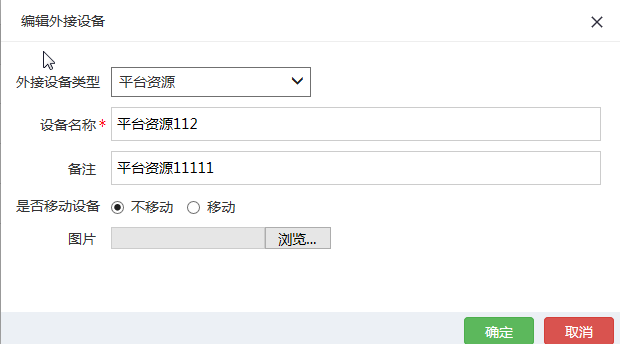 编辑外接设备
外接设备类型 平台资源
设备名称* 平台资源112
备注 平台资源11111
是否移动设备 不移动 移动
图片 浏览...
确定 取消